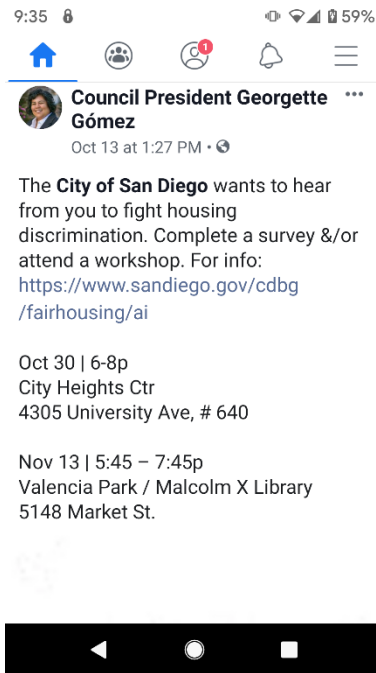 9:35 59%
1
Council President Georgette
Gómez
Oct 13 at 1:27 PM •
The City of San Diego wants to hear
from you to fight housing
discrimination. Complete a survey &/or
attend a workshop. For info:
https://www.sandiego.gov/cdbg
/fairhousing/ai
Oct 30 | 6-8p
City Heights Ctr
4305 University Ave, # 640
Nov 13 | 5:45 – 7:45p
Valencia Park / Malcolm X Library
5148 Market St.